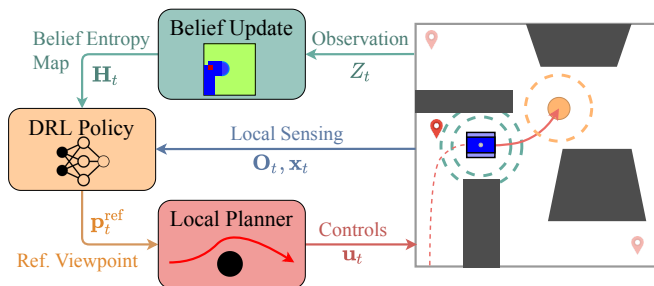 Belief Entropy
Map
H_t
Belief Update
Observation
Z_t
DRL Policy
Local Sensing
O_t, x_t
p_t^ref
Ref. Viewpoint
Local Planner
Controls
u_t